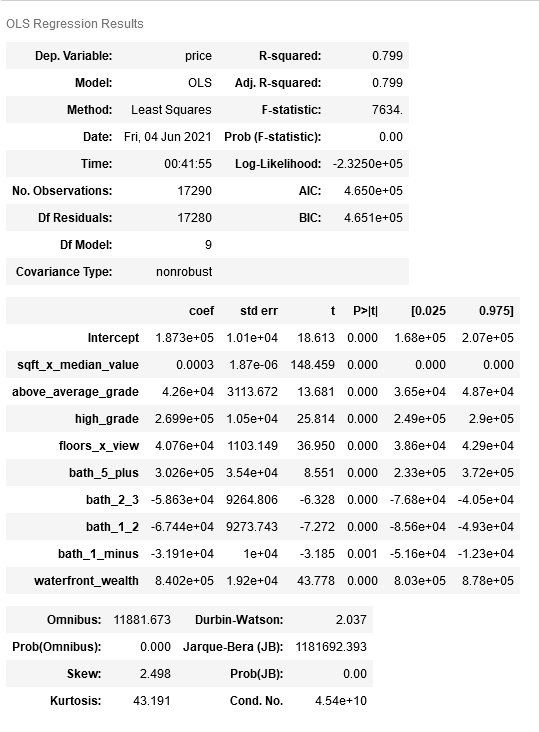 OLS Regression Results
Dep. Variable: price R-squared: 0.799
Model: OLS Adj. R-squared: 0.799
Method: Least Squares F-statistic: 7634.
Date: Fri, 04 Jun 2021 Prob (F-statistic): 0.00
Time: 00:41:55 Log-Likelihood: -2.3250e+05
No. Observations: 17290 AIC: 4.650e+05
Df Residuals: 17280 BIC: 4.651e+05
Df Model: 9
Covariance Type: nonrobust
coef std err t P>|t| [0.025 0.975]
Intercept 1.873e+05 1.01e+04 18.613 0.000 1.68e+05 2.07e+05
sqft_x_median_value 0.0003 1.87e-06 148.459 0.000 0.000 0.000
above_average_grade 4.26e+04 3113.672 13.681 0.000 3.65e+04 4.87e+04
high_grade 2.699e+05 1.05e+04 25.814 0.000 2.49e+05 2.9e+05
floors_x_view 4.076e+04 1103.149 36.950 0.000 3.86e+04 4.29e+04
bath_5_plus 3.026e+05 3.54e+04 8.551 0.000 2.33e+05 3.72e+05
bath_2_3 -5.863e+04 9264.806 -6.328 0.000 -7.68e+04 -4.05e+04
bath_1_2 -6.744e+04 9273.743 -7.272 0.000 -8.56e+04 -4.93e+04
bath_1_minus -3.191e+04 1e+04 -3.185 0.001 -5.16e+04 -1.23e+04
waterfront_wealth 8.402e+05 1.92e+04 43.778 0.000 8.03e+05 8.78e+05
Omnibus: 11881.673 Durbin-Watson: 2.037
Prob(Omnibus): 0.000 Jarque-Bera (JB): 1181692.393
Skew: 2.498 Prob(JB): 0.00
Kurtosis: 43.191 Cond. No. 4.54e+10